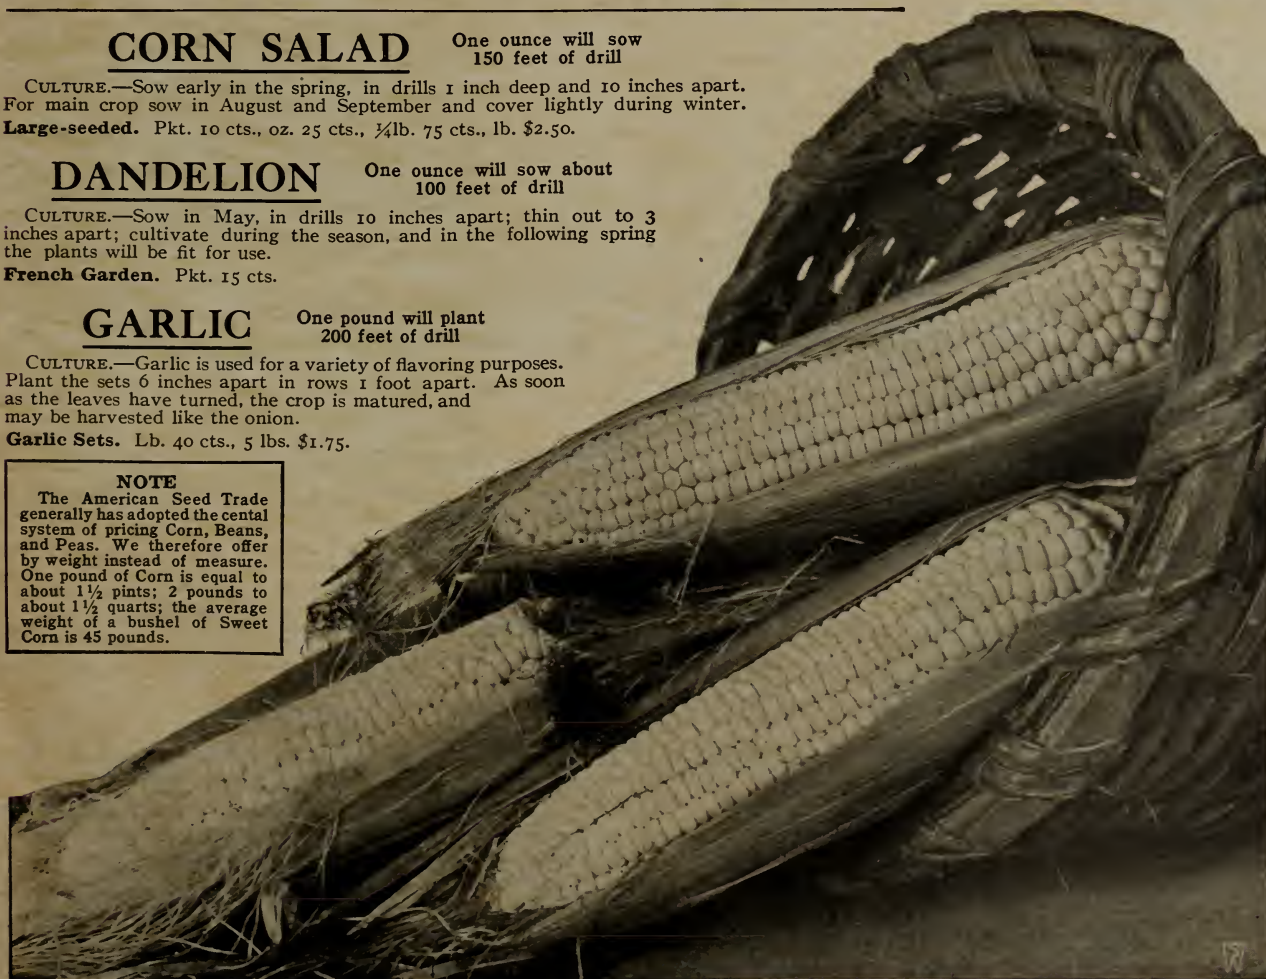 CORN SALAD
One ounce will sow
150 feet of drill
CULTURE.—Sow early in the spring, in drills 1 inch deep and 10 inches apart.
For main crop sow in August and September and cover lightly during winter.
Large-seeded. Pkt. 10 cts., oz. 25 cts., ¼lb. 75 cts., lb. $2.50.
DANDELION
One ounce will sow about
100 feet of drill
CULTURE.—Sow in May, in drills 10 inches apart; thin out to 3
inches apart; cultivate during the season, and in the following spring
the plants will be fit for use.
French Garden. Pkt. 15 cts.
GARLIC
One pound will plant
200 feet of drill
CULTURE.—Garlic is used for a variety of flavoring purposes.
Plant the sets 6 inches apart in rows 1 foot apart. As soon
as the leaves have turned, the crop is matured, and
may be harvested like the onion.
Garlic Sets. Lb. 40 cts., 5 lbs. $1.75.
NOTE
The American Seed Trade
generally has adopted the cental
system of pricing Corn, Beans,
and Peas. We therefore offer
by weight instead of measure.
One pound of Corn is equal to
about 1½ pints; 2 pounds to
about 1½ quarts; the average
weight of a bushel of Sweet
Corn is 45 pounds.